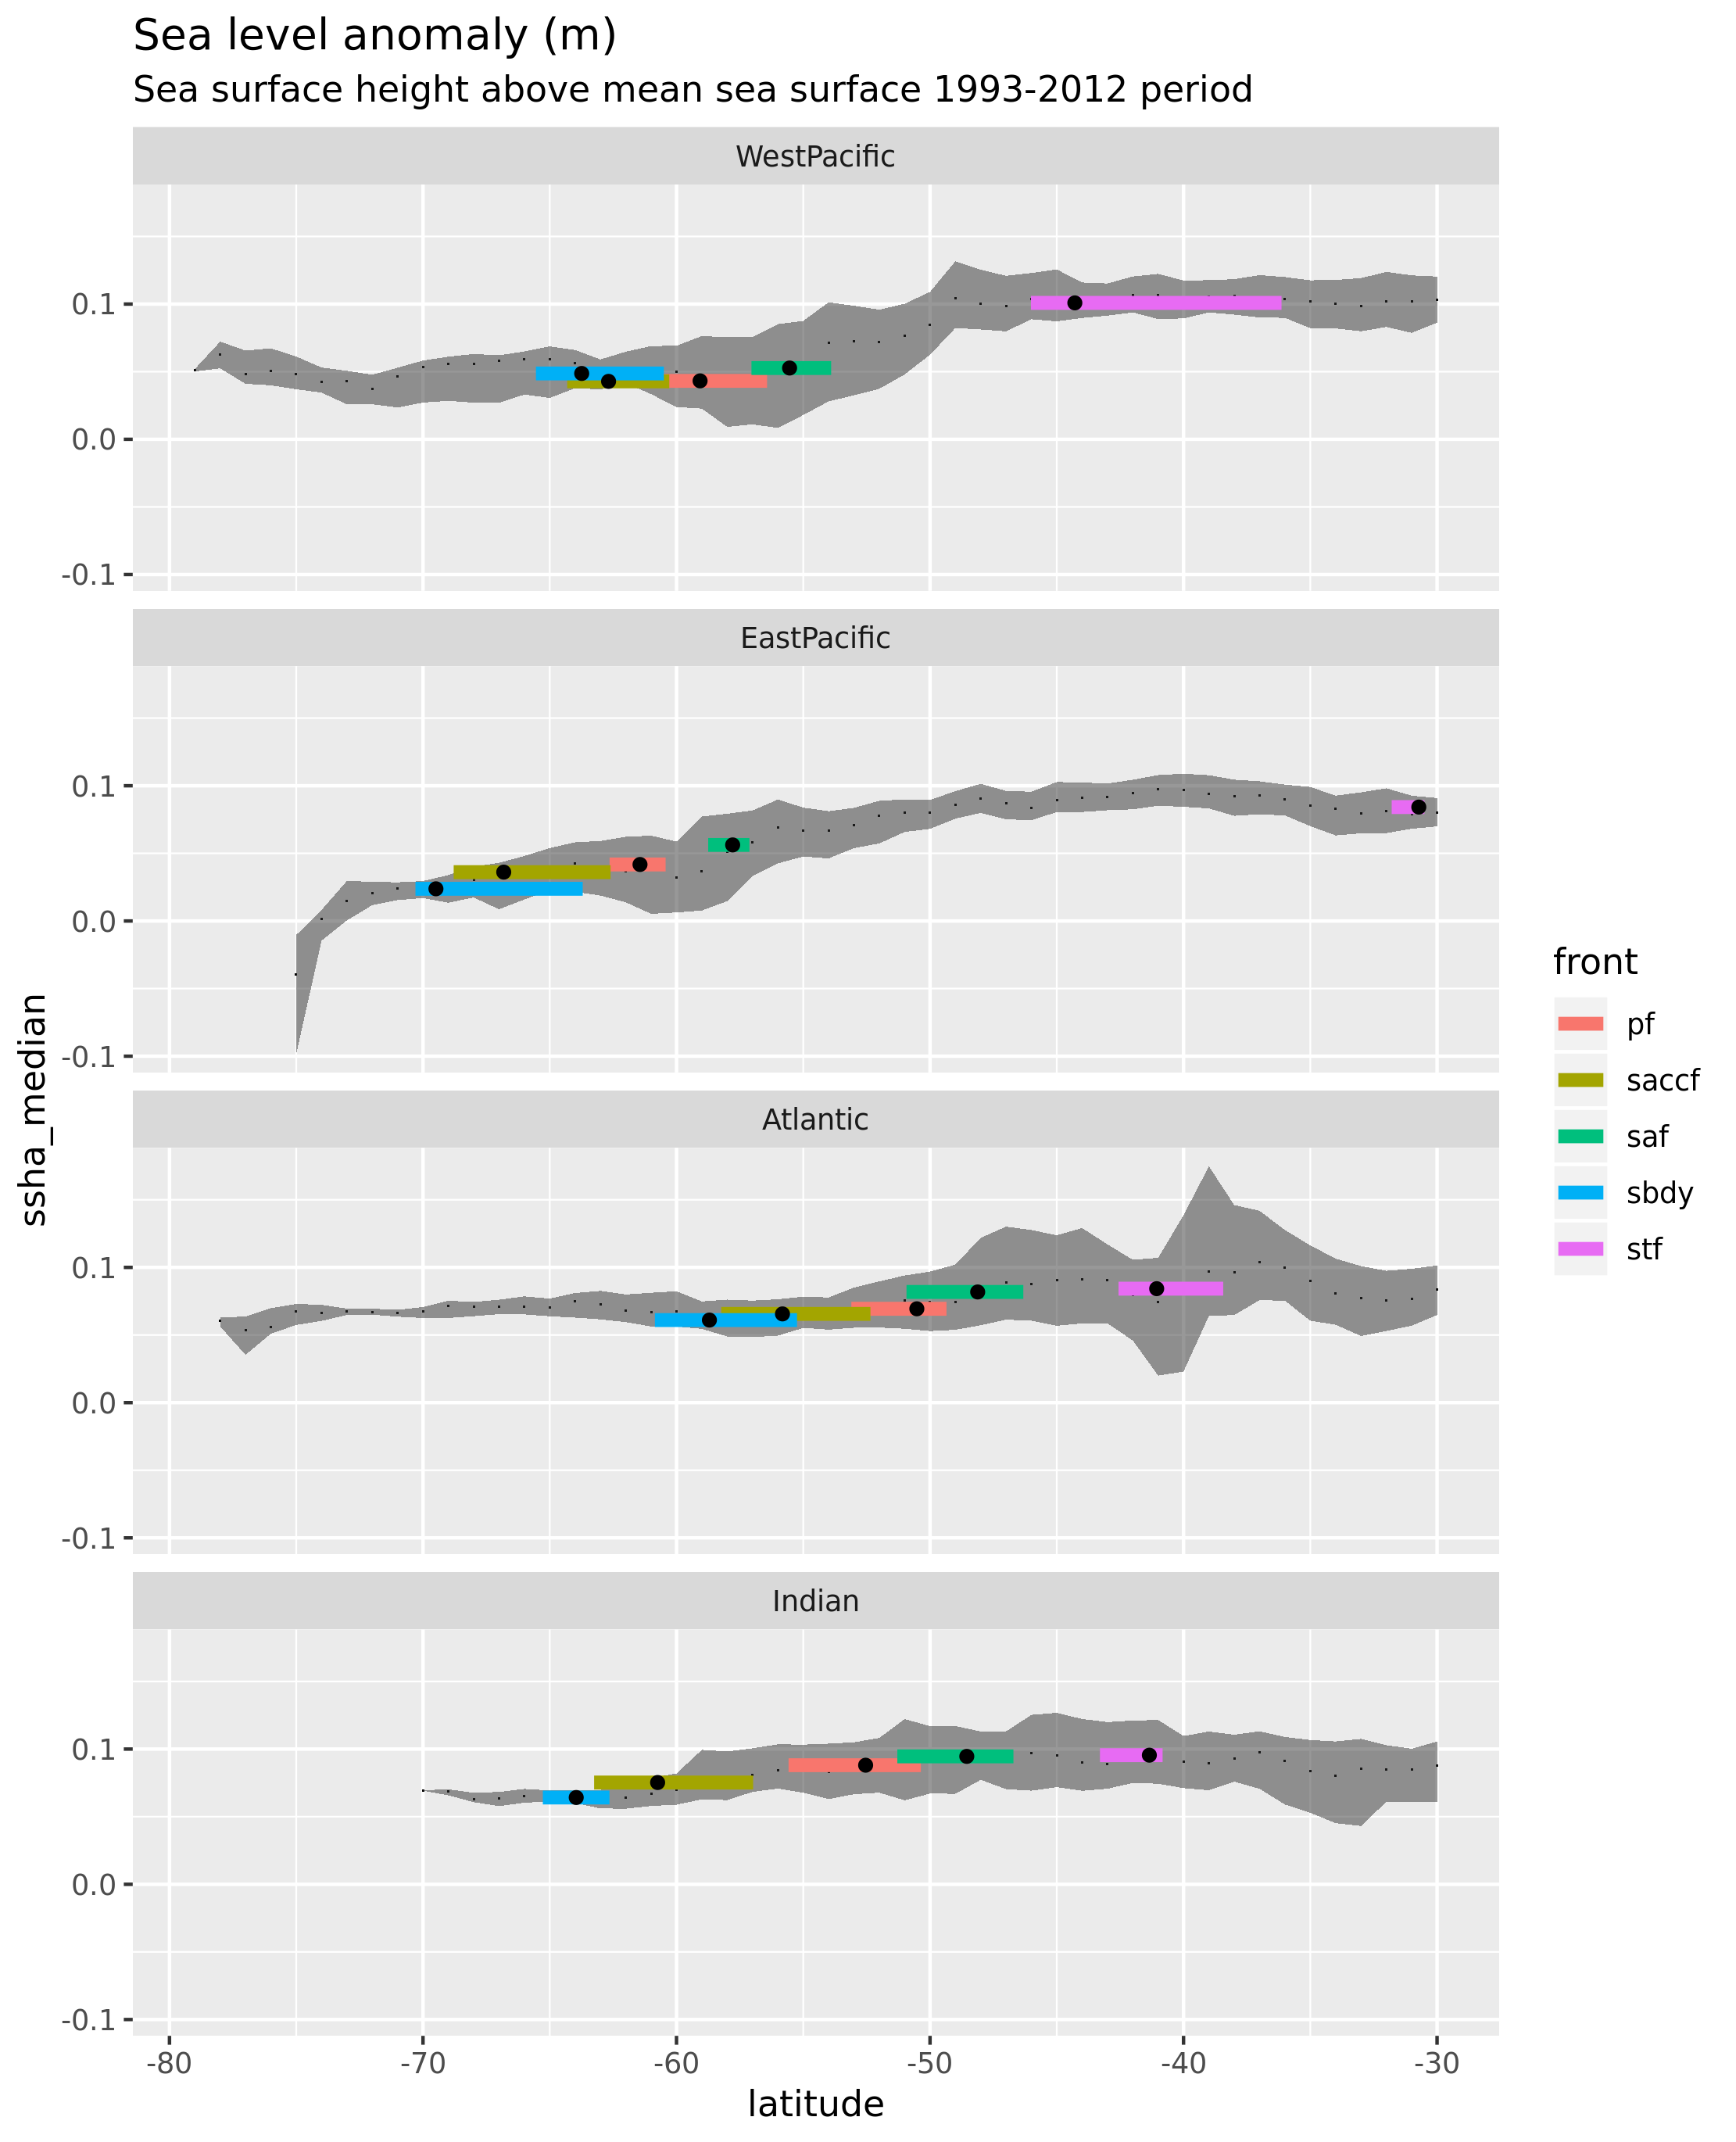 Sea level anomaly (m)
Sea surface height above mean sea surface 1993-2012 period
WestPacific
0.1
0.0
-0.1
EastPacific
0.1
0.0
-0.1
Atlantic
0.1
0.0
-0.1
Indian
0.1
0.0
-0.1
-80 -70 -60 -50 -40 -30
latitude
ssha_median
front
pf
saccf
saf
sbdy
stf